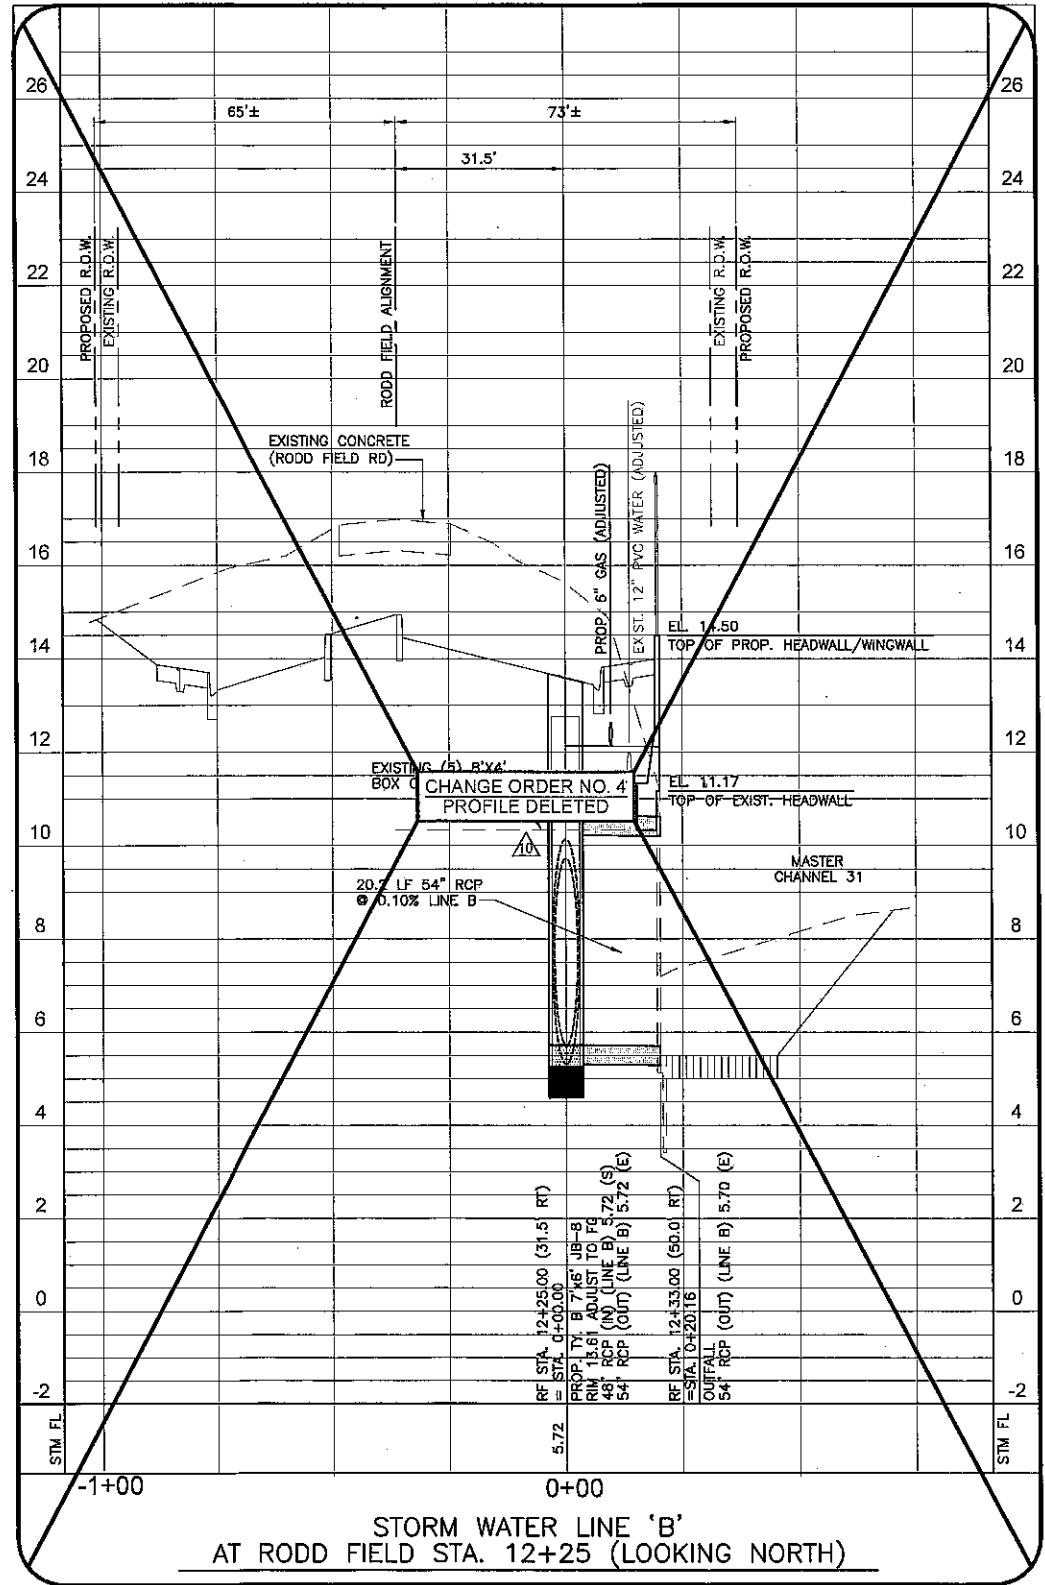 26
26
65'±
73'±
31.5'
24
24
PROPOSED R.O.W.
EXISTING R.O.W.
RODD FIELD ALIGNMENT
EXISTING R.O.W.
PROPOSED R.O.W.
22
22
20
20
EXISTING CONCRETE
(RODD FIELD RD)
18
18
PROP. 6" GAS (ADJUSTED)
EXIST. 12" PVC WATER (ADJUSTED)
16
16
EL. 14.50
TOP OF PROP. HEADWALL/WINGWALL
14
14
12
12
EXISTING (5) 8'X4'
BOX
CHANGE ORDER NO. 4
PROFILE DELETED
EL. 11.17
TOP OF EXIST. HEADWALL
10
10
10
MASTER
CHANNEL 31
20.2 LF 54" RCP
@ 0.10% LINE B
8
8
6
6
4
4
2
2
0
0
-2
-2
RF STA. 12+25.00 (31.5' RT)
= STA. 0+00.00
PROP. TY. B 7'x6' JB-8
RIM 13.61 ADJUST TO FG
48" RCP (IN) (LINE B) 5.72 (S)
54" RCP (OUT) (LINE B) 5.72 (E)
RF STA. 12+33.00 (50.0' RT)
=STA. 0+20.16
OUTFALL
54" RCP (OUT) (LINE B) 5.70 (E)
STM FL
5.72
STM FL
-1+00
0+00
STORM WATER LINE 'B'
AT RODD FIELD STA. 12+25 (LOOKING NORTH)